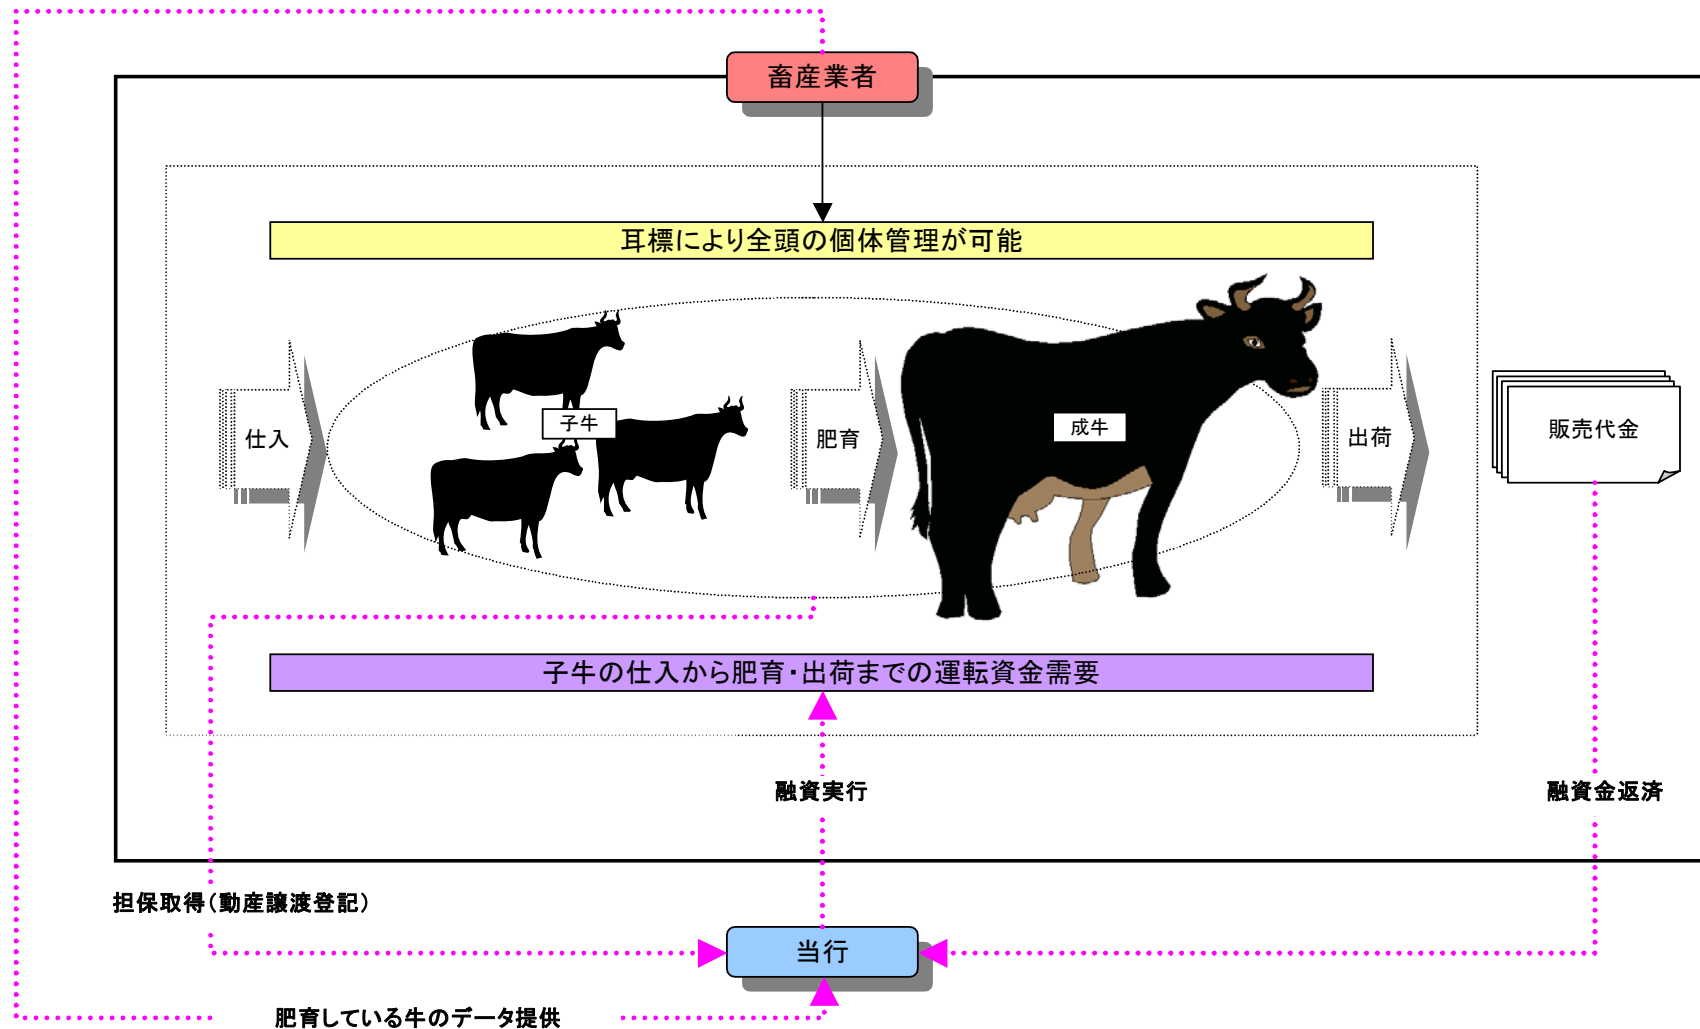 畜産業者
耳標により全頭の個体管理が可能
子牛
仕入
肥育
成牛
出荷
販売代金
子牛の仕入から肥育・出荷までの運転資金需要
融資実行
融資金返済
担保取得（動産譲渡登記）
当行
肥育している牛のデータ提供